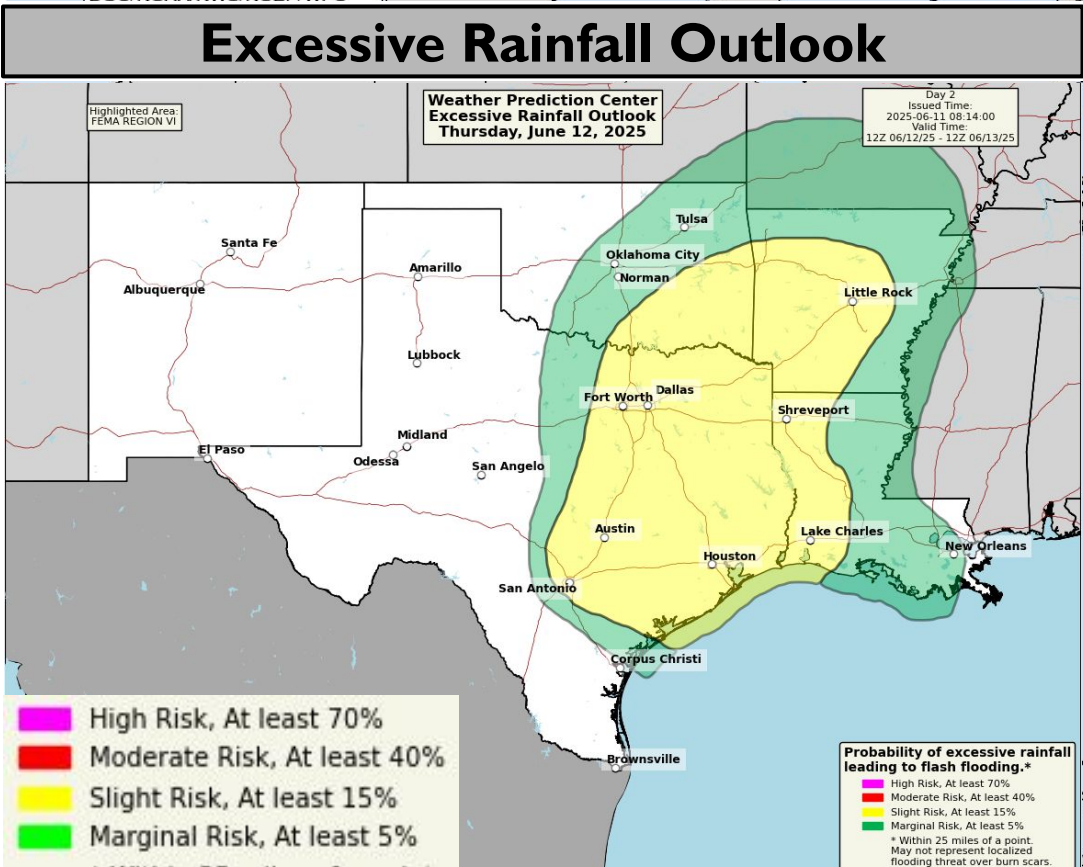 Excessive Rainfall Outlook
Highlighted Area:
FEMA REGION VI
Weather Prediction Center
Excessive Rainfall Outlook
Thursday, June 12, 2025
Day 2
Issued Time:
2025-06-11 08:14:00
Valid Time:
12Z 06/12/25 - 12Z 06/13/25
Tulsa
Santa Fe
Oklahoma City
Amarillo
Norman
Albuquerque
Little Rock
Lubbock
Dallas
Fort Worth
Shreveport
Midland
El Paso
Odessa
San Angelo
Austin
Lake Charles
New Orleans
Houston
San Antonio
Corpus Christi
Brownsville
High Risk, At least 70%
Moderate Risk, At least 40%
Slight Risk, At least 15%
Marginal Risk, At least 5%
Probability of excessive rainfall
leading to flash flooding.*
High Risk, At least 70%
Moderate Risk, At least 40%
Slight Risk, At least 15%
Marginal Risk, At least 5%
* Within 25 miles of a point.
May not represent localized
flooding threat over burn scars.